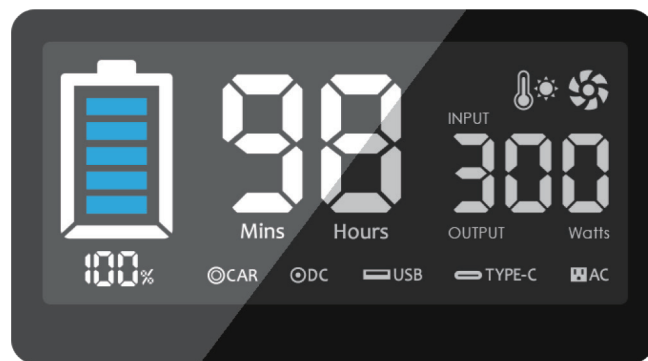 98
INPUT
300
Mins Hours OUTPUT Watts
100%
CAR DC USB TYPE-C AC